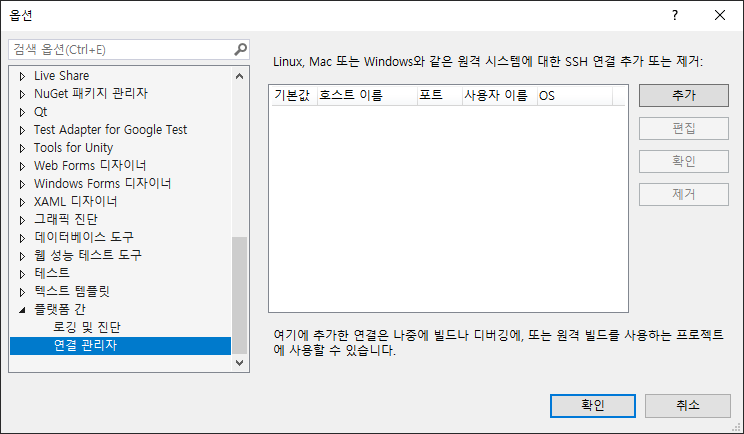 옵션
검색 옵션(Ctrl+E)
Live Share
NuGet 패키지 관리자
Qt
Test Adapter for Google Test
Tools for Unity
Web Forms 디자이너
Windows Forms 디자이너
XAML 디자이너
그래픽 진단
데이터베이스 도구
웹 성능 테스트 도구
테스트
텍스트 템플릿
플랫폼 간
로깅 및 진단
연결 관리자
Linux, Mac 또는 Windows와 같은 원격 시스템에 대한 SSH 연결 추가 또는 제거:
기본값 호스트 이름 포트 사용자 이름 OS
추가
편집
확인
제거
여기에 추가한 연결은 나중에 빌드나 디버깅에, 또는 원격 빌드를 사용하는 프로젝트
에 사용할 수 있습니다.
확인 취소